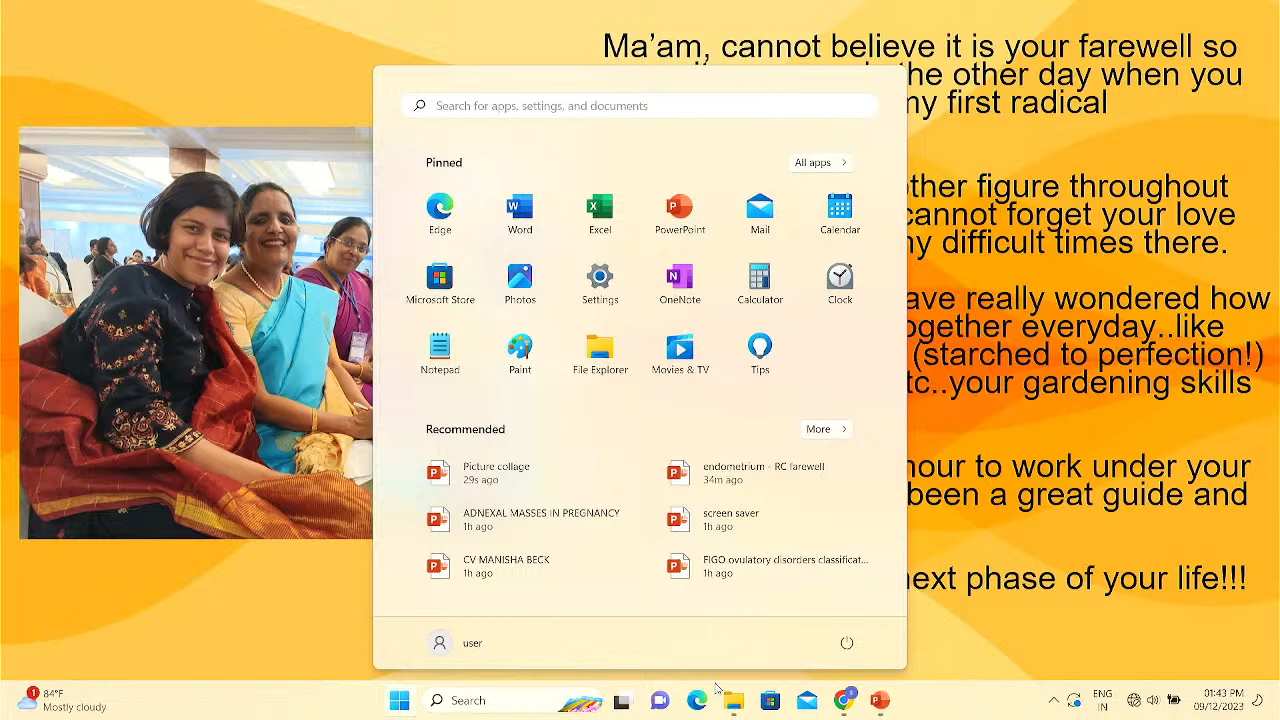 Ma’am, cannot believe it is your farewell so
the other day when you
my first radical
other figure throughout
cannot forget your love
my difficult times there.
ave really wondered how
ogether everyday..like
(starched to perfection!)
tc..your gardening skills
nour to work under your
been a great guide and
next phase of your life!!!
Search for apps, settings, and documents
Pinned
All apps >
Edge
Word
Excel
PowerPoint
Mail
Calendar
Microsoft Store
Photos
Settings
OneNote
Calculator
Clock
Notepad
Paint
File Explorer
Movies & TV
Tips
Recommended
More >
Picture collage
29s ago
endometrium - RC farewell
34m ago
ADNEXAL MASSES IN PREGNANCY
1h ago
screen saver
1h ago
CV MANISHA BECK
1h ago
FIGO ovulatory disorders classificat...
1h ago
user
1
84°F
Mostly cloudy
Search
ENG
IN
01:43 PM
09/12/2023